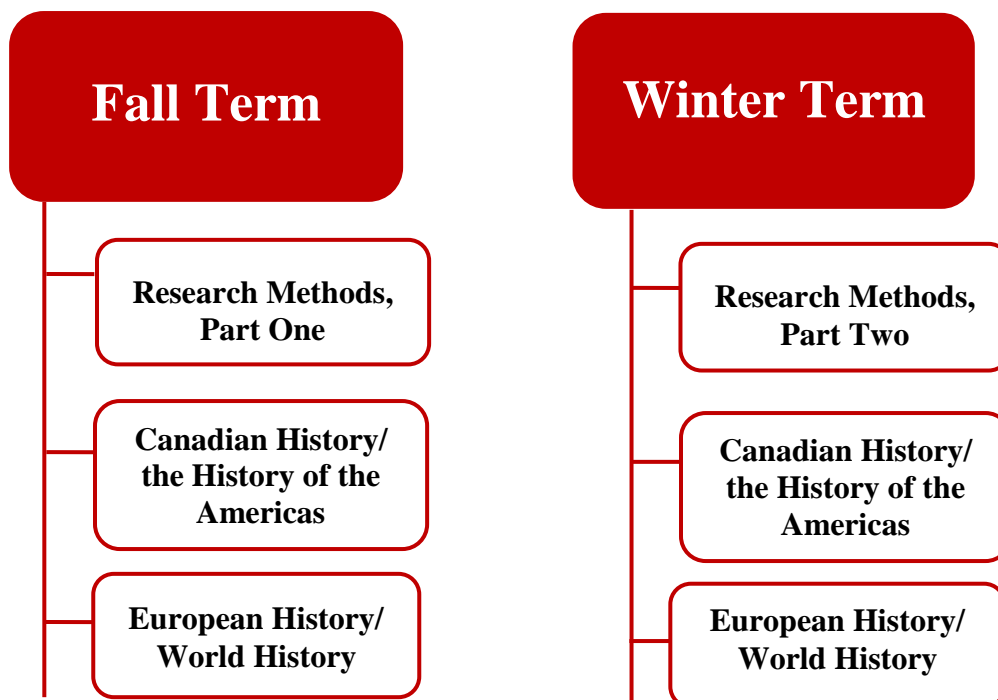 Fall Term
Research Methods,
Part One
Canadian History/
the History of the
Americas
European History/
World History
Winter Term
Research Methods,
Part Two
Canadian History/
the History of the
Americas
European History/
World History